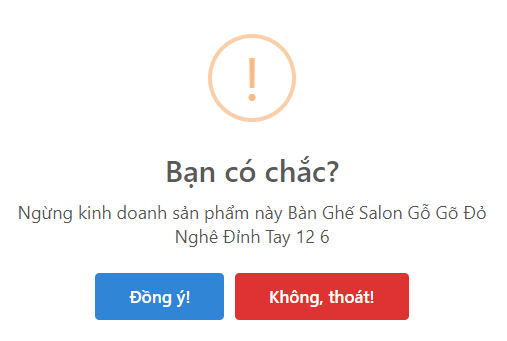 !
Bạn có chắc?
Ngừng kinh doanh sản phẩm này Bàn Ghế Salon Gỗ Gõ Đỏ
Nghê Đỉnh Tay 12 6
Đồng ý! Không, thoát!